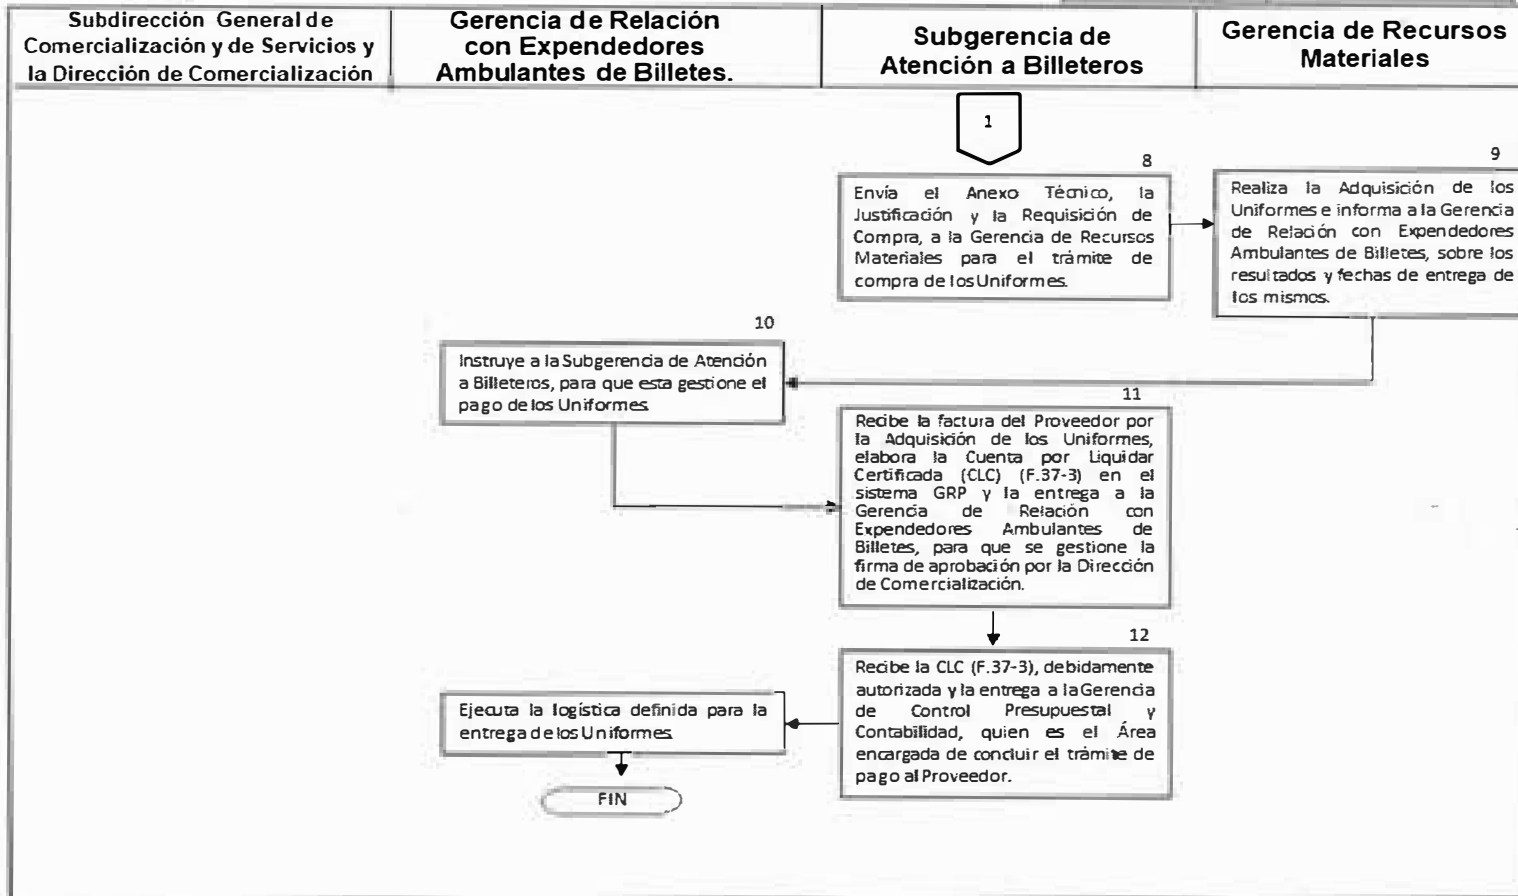 Subdirección General de
Comercialización y de Servicios y
la Dirección de Comercialización
Gerencia de Relación
con Expendedores
Ambulantes de Billetes.
Subgerencia de
Atención a Billeteros
Gerencia de Recursos
Materiales
1
8
Envía el Anexo Técnico, la
Justificación y la Requisición de
Compra, a la Gerencia de Recursos
Materiales para el trámite de
compra de los Uniformes.
9
Realiza la Adquisición de los
Uniformes e informa a la Gerencia
de Relación con Expendedores
Ambulantes de Billetes, sobre los
resultados y fechas de entrega de
los mismos.
10
Instruye a la Subgerencia de Atención
a Billeteros, para que esta gestione el
pago de los Uniformes.
11
Recibe la factura del Proveedor por
la Adquisición de los Uniformes,
elabora la Cuenta por Liquidar
Certificada (CLC) (F.37-3) en el
sistema GRP y la entrega a la
Gerencia de Relación con
Expendedores Ambulantes de
Billetes, para que se gestione la
firma de aprobación por la Dirección
de Comercialización.
12
Recibe la CLC (F.37-3), debidamente
autorizada y la entrega a la Gerencia
de Control Presupuestal y
Contabilidad, quien es el Área
encargada de concluir el trámite de
pago al Proveedor.
Ejecuta la logística definida para la
entrega de los Uniformes.
FIN